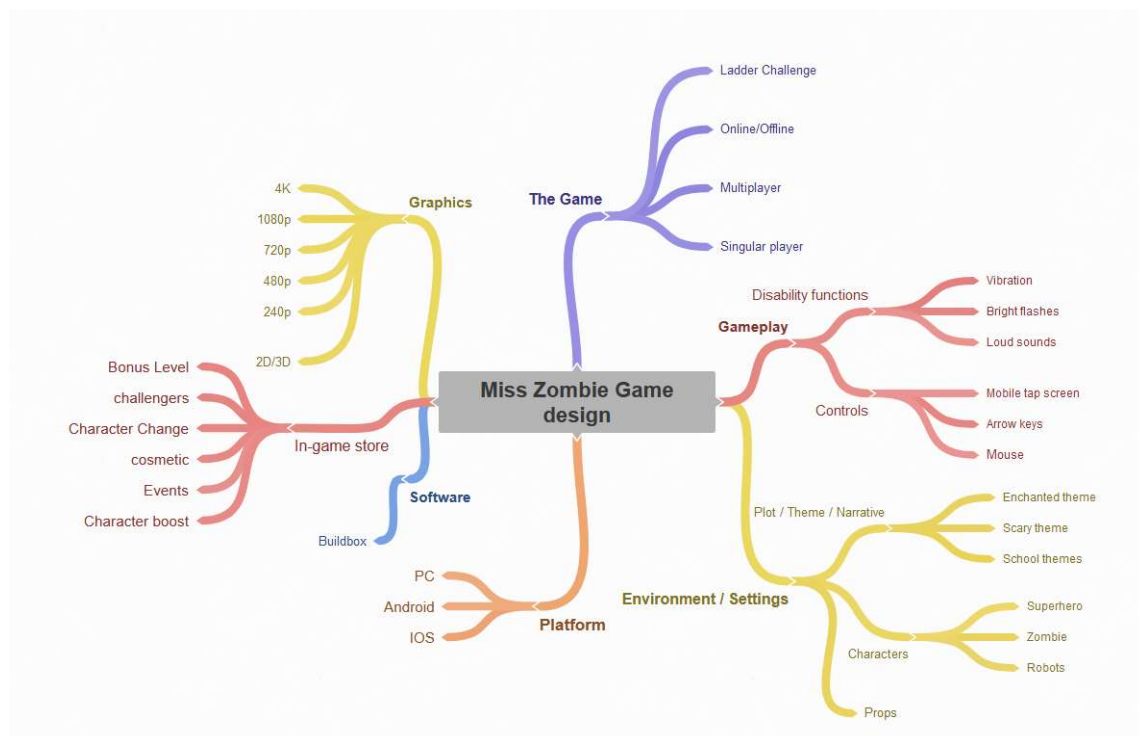 Miss Zombie Game
design
The Game
Ladder Challenge
Online/Offline
Multiplayer
Singular player
Gameplay
Disability functions
Vibration
Bright flashes
Loud sounds
Controls
Mobile tap screen
Arrow keys
Mouse
Environment / Settings
Plot / Theme / Narrative
Enchanted theme
Scary theme
School themes
Characters
Superhero
Zombie
Robots
Props
Platform
PC
Android
IOS
Software
Buildbox
In-game store
Bonus Level
challengers
Character Change
cosmetic
Events
Character boost
Graphics
4K
1080p
720p
480p
240p
2D/3D